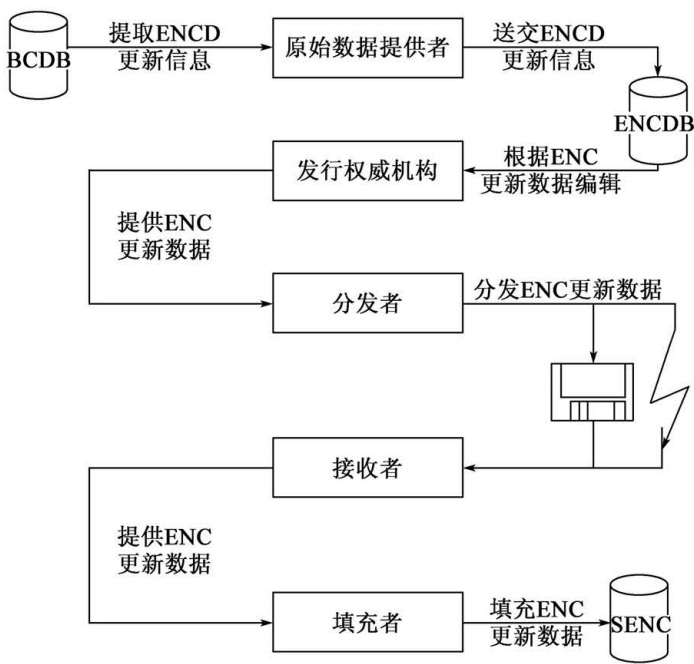 BCDB
提取ENCD
更新信息
原始数据提供者
送交ENCD
更新信息
ENCDB
发行权威机构
根据ENC
更新数据编辑
提供ENC
更新数据
分发者
分发ENC更新数据
接收者
提供ENC
更新数据
填充者
填充ENC
更新数据
SENC